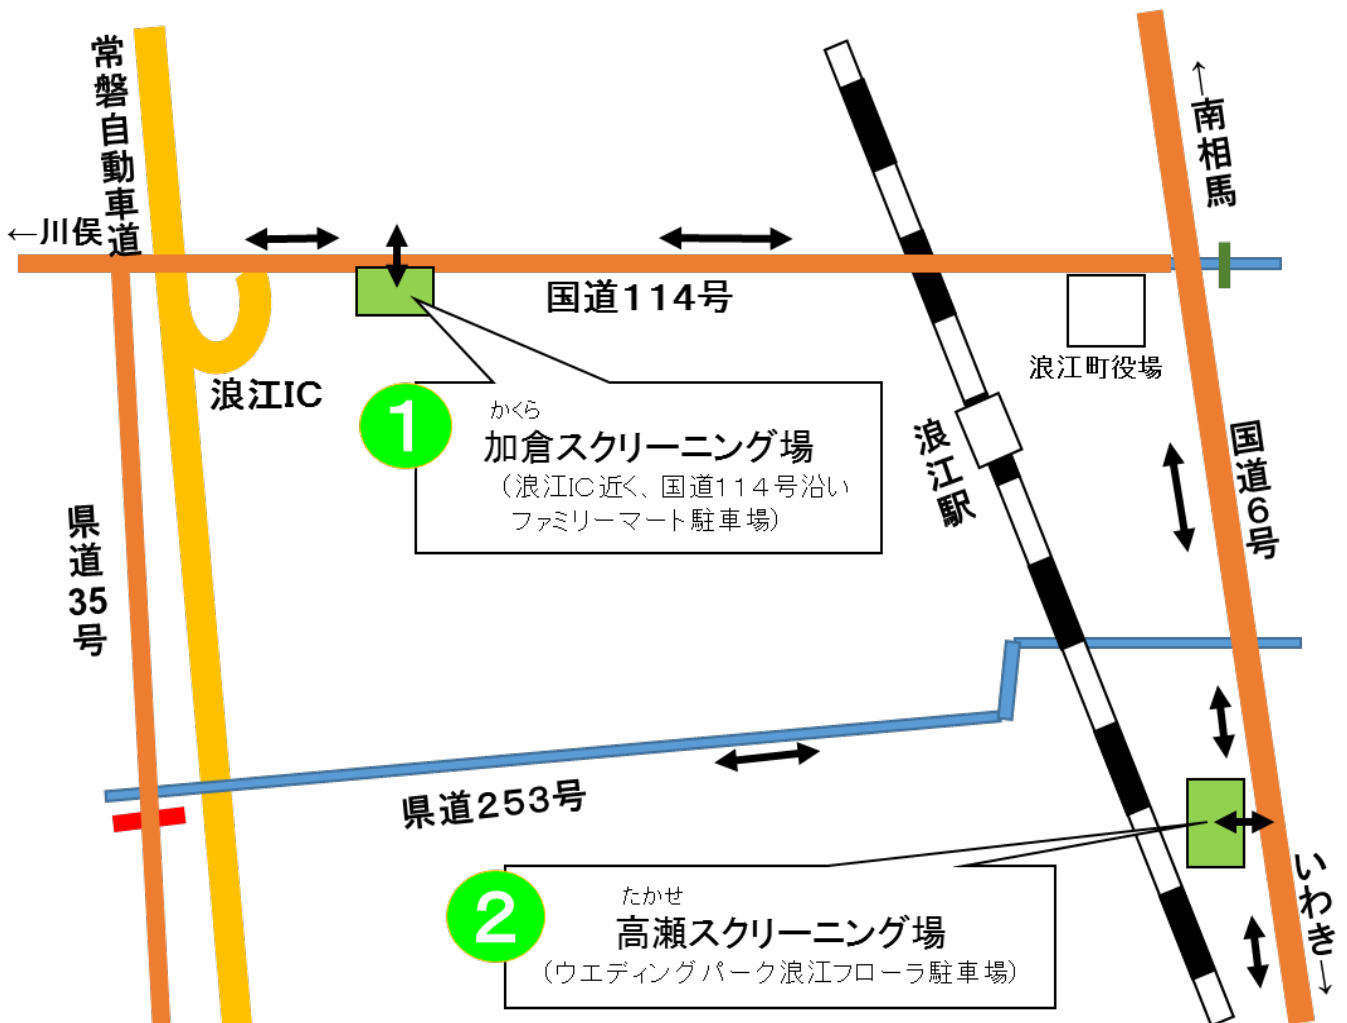 常磐自動車道
←南相馬
←川俣
国道114号
浪江町役場
浪江IC
1
かくら
加倉スクリーニング場
（浪江IC近く、国道114号沿い
ファミリーマート駐車場）
浪江駅
国道6号
県道35号
県道253号
2
たかせ
高瀬スクリーニング場
（ウエディングパーク浪江フローラ駐車場）
いわき→